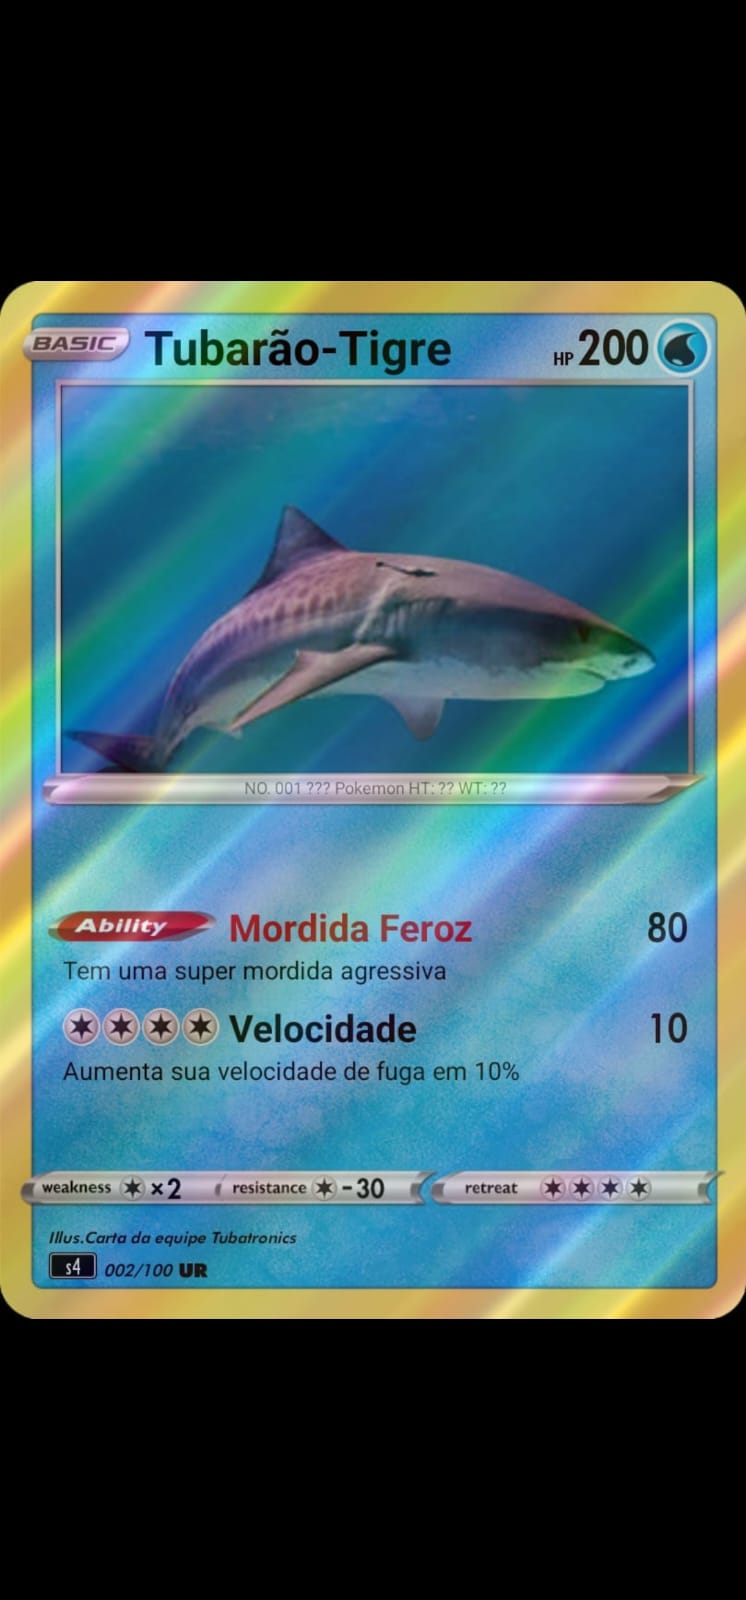 BASIC Tubarão-Tigre HP 200
NO. 001 ??? Pokemon HT: ?? WT: ??
Ability Mordida Feroz 80
Tem uma super mordida agressiva
Velocidade 10
Aumenta sua velocidade de fuga em 10%
weakness ×2 resistance -30 retreat
Illus.Carta da equipe Tubatronics
s4 002/100 UR